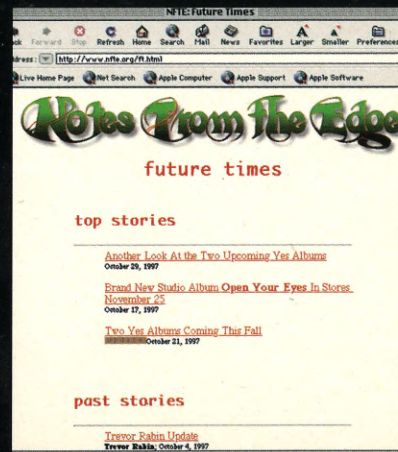 NFTE: Future Times
Forward Stop Refresh Home Search Mail News Favorites Larger Smaller Preferences
http://www.nfte.org/ft.html
Live Home Page Net Search Apple Computer Apple Support Apple Software
Notes From The Edge
future times
top stories
Another Look At the Two Upcoming Yes Albums
October 29, 1997
Brand New Studio Album Open Your Eyes In Stores
November 25
October 17, 1997
Two Yes Albums Coming This Fall
October 21, 1997
past stories
Trevor Rabin Update
Trevor Rabin; October 4, 1997